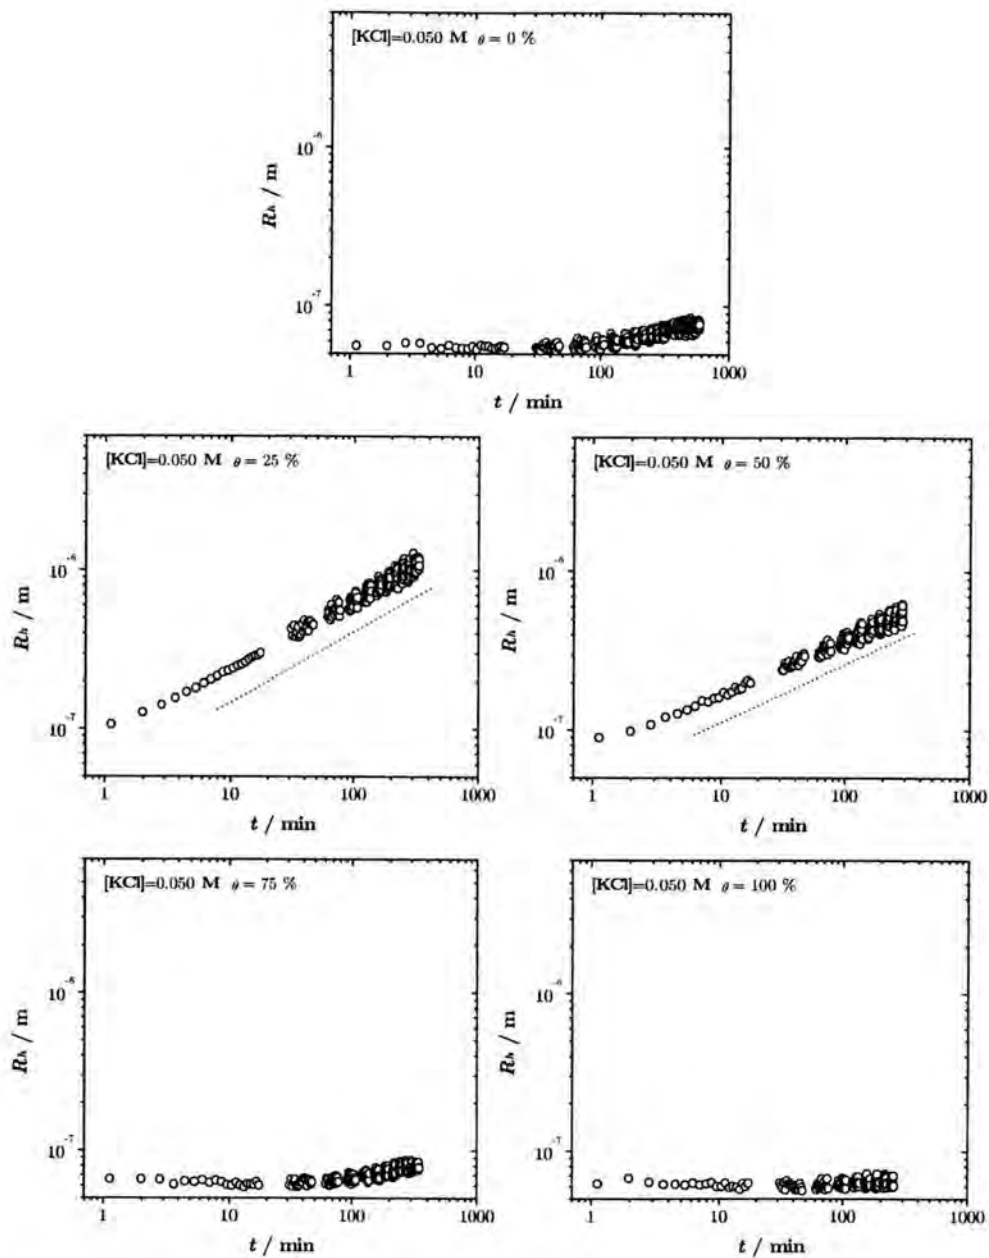 [KCl]=0.050 M θ = 0 %
10⁻⁶
Rₕ / m
10⁻⁷
1 10 100 1000
t / min
[KCl]=0.050 M θ = 25 %
10⁻⁶
Rₕ / m
10⁻⁷
1 10 100 1000
t / min
[KCl]=0.050 M θ = 50 %
10⁻⁶
Rₕ / m
10⁻⁷
1 10 100 1000
t / min
[KCl]=0.050 M θ = 75 %
10⁻⁶
Rₕ / m
10⁻⁷
1 10 100 1000
t / min
[KCl]=0.050 M θ = 100 %
10⁻⁶
Rₕ / m
10⁻⁷
1 10 100 1000
t / min